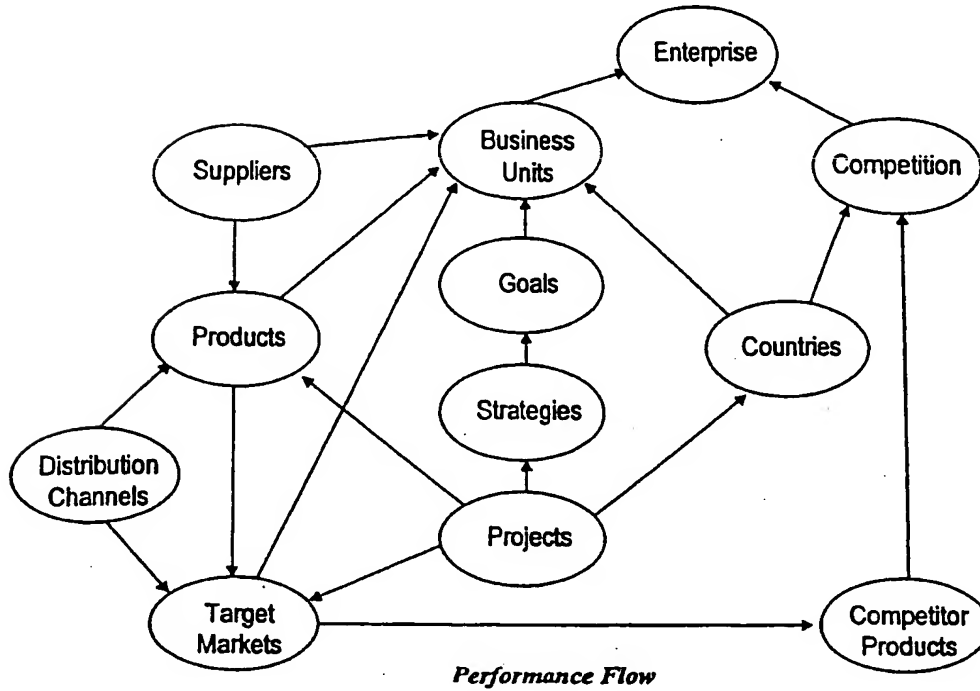 Enterprise
Business
Units
Suppliers
Competition
Goals
Products
Countries
Strategies
Distribution
Channels
Projects
Target
Markets
Competitor
Products
Performance Flow